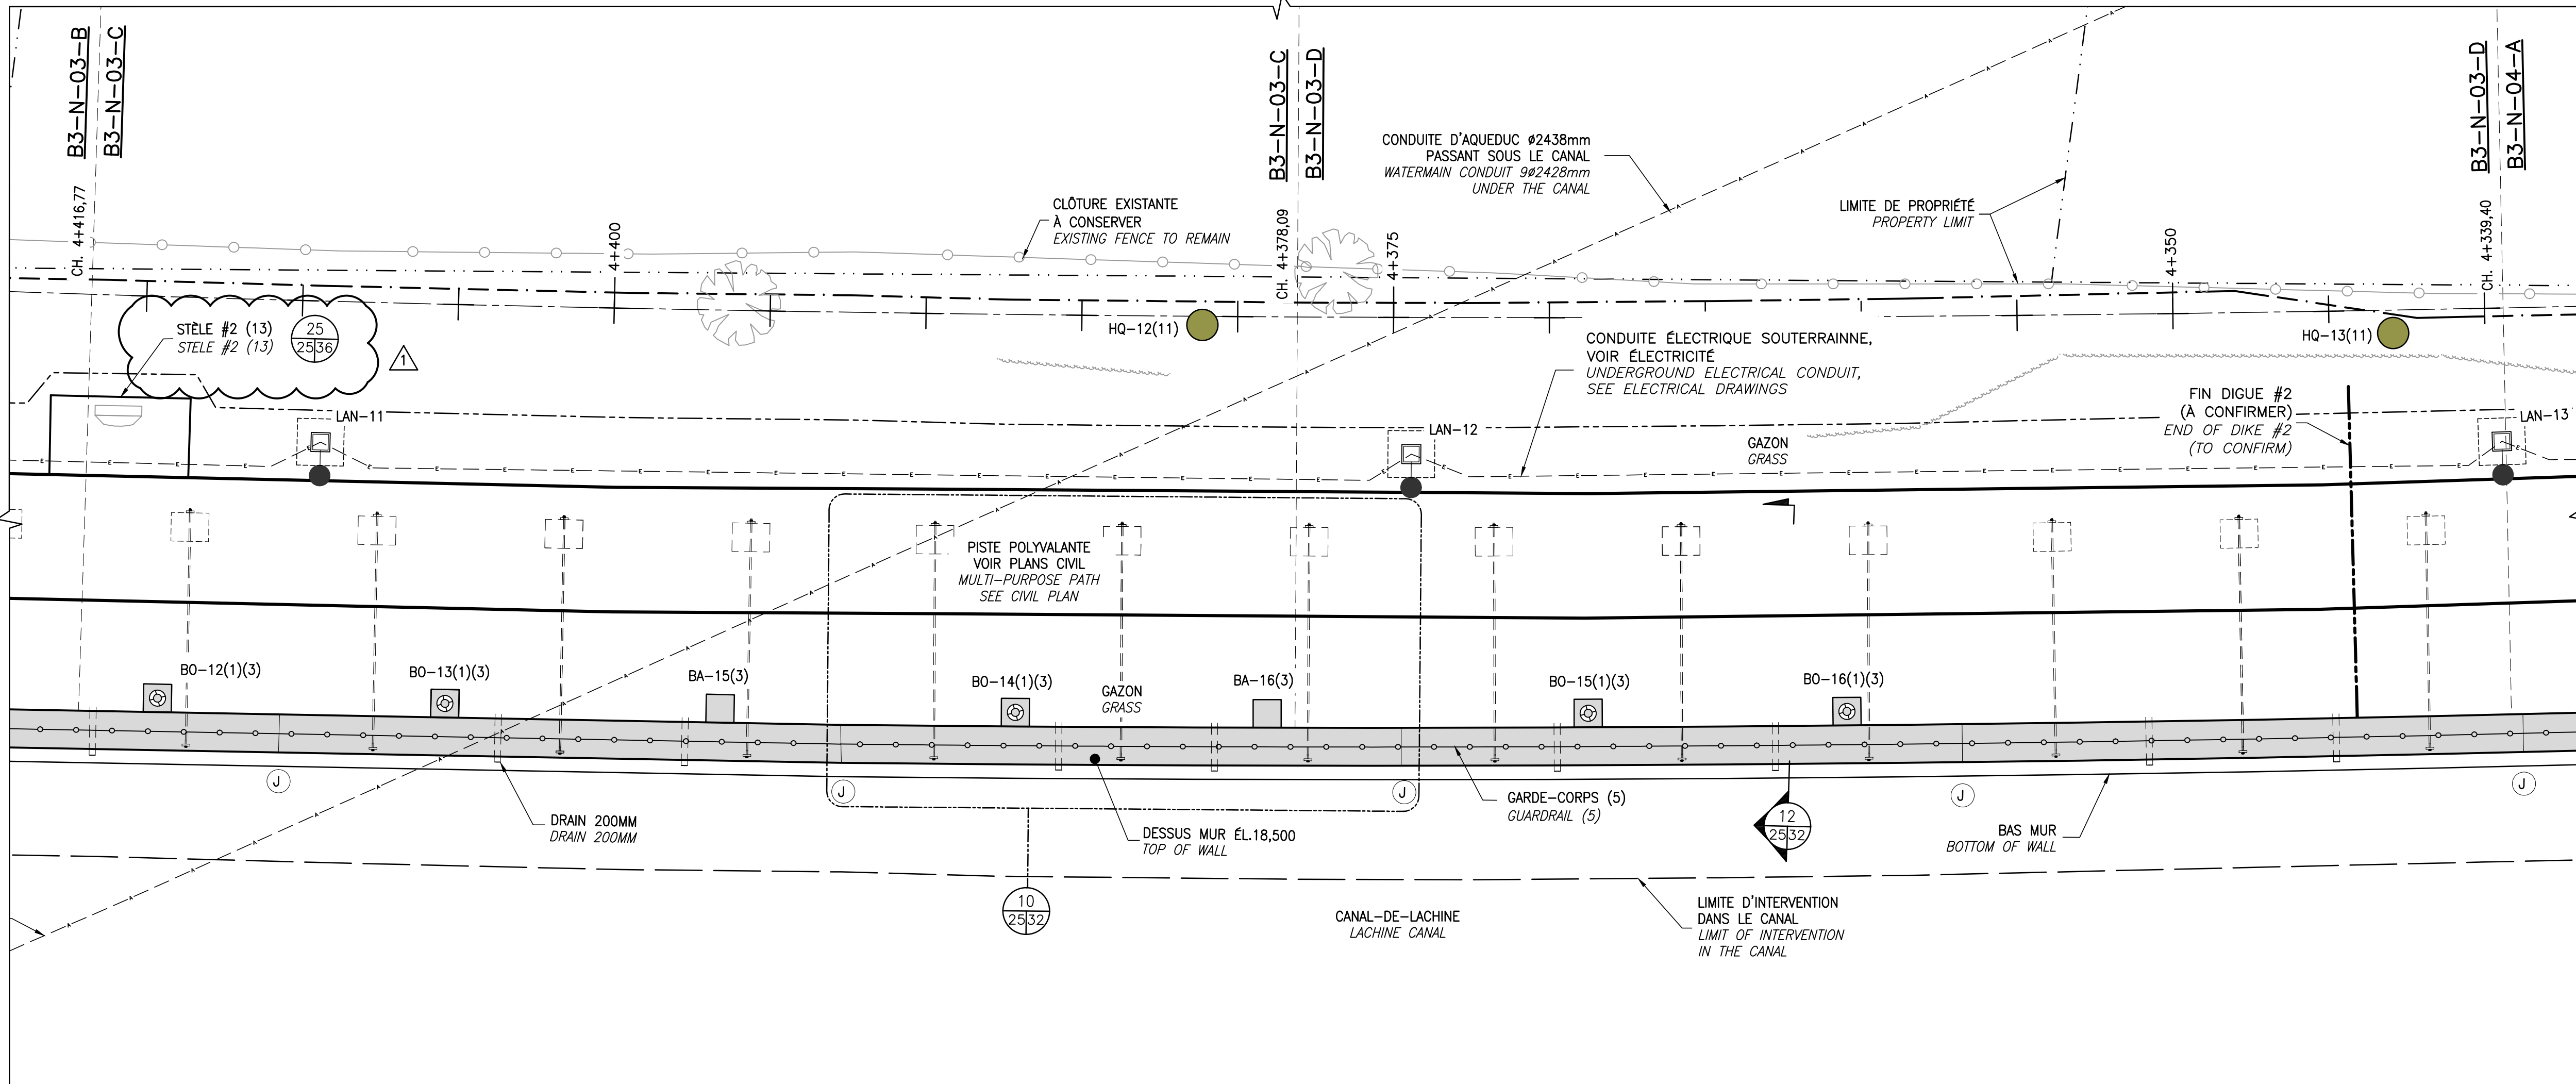 B3-N-03-B
B3-N-03-C
CH. 4+416,77
B3-N-03-C
B3-N-03-D
CH. 4+378,09
B3-N-03-D
B3-N-04-A
CH. 4+339,40
CONDUITE D'AQUEDUC ø2438mm
PASSANT SOUS LE CANAL
WATERMAIN CONDUIT 9ø2428mm
UNDER THE CANAL
CLÔTURE EXISTANTE
À CONSERVER
EXISTING FENCE TO REMAIN
LIMITE DE PROPRIÉTÉ
PROPERTY LIMIT
4+400
4+375
4+350
STÈLE #2 (13)
STELE #2 (13)
25
25 36
1
HQ-12(11)
HQ-13(11)
CONDUITE ÉLECTRIQUE SOUTERRAINNE,
VOIR ÉLECTRICITÉ
UNDERGROUND ELECTRICAL CONDUIT,
SEE ELECTRICAL DRAWINGS
FIN DIGUE #2
(À CONFIRMER)
END OF DIKE #2
(TO CONFIRM)
LAN-11
LAN-12
LAN-13
GAZON
GRASS
PISTE POLYVALANTE
VOIR PLANS CIVIL
MULTI-PURPOSE PATH
SEE CIVIL PLAN
BO-12(1)(3)
BO-13(1)(3)
BA-15(3)
BO-14(1)(3)
GAZON
GRASS
BA-16(3)
BO-15(1)(3)
BO-16(1)(3)
J
J
J
J
J
DRAIN 200MM
DRAIN 200MM
DESSUS MUR ÉL.18,500
TOP OF WALL
GARDE-CORPS (5)
GUARDRAIL (5)
12
25 32
BAS MUR
BOTTOM OF WALL
10
25 32
CANAL-DE-LACHINE
LACHINE CANAL
LIMITE D'INTERVENTION
DANS LE CANAL
LIMIT OF INTERVENTION
IN THE CANAL